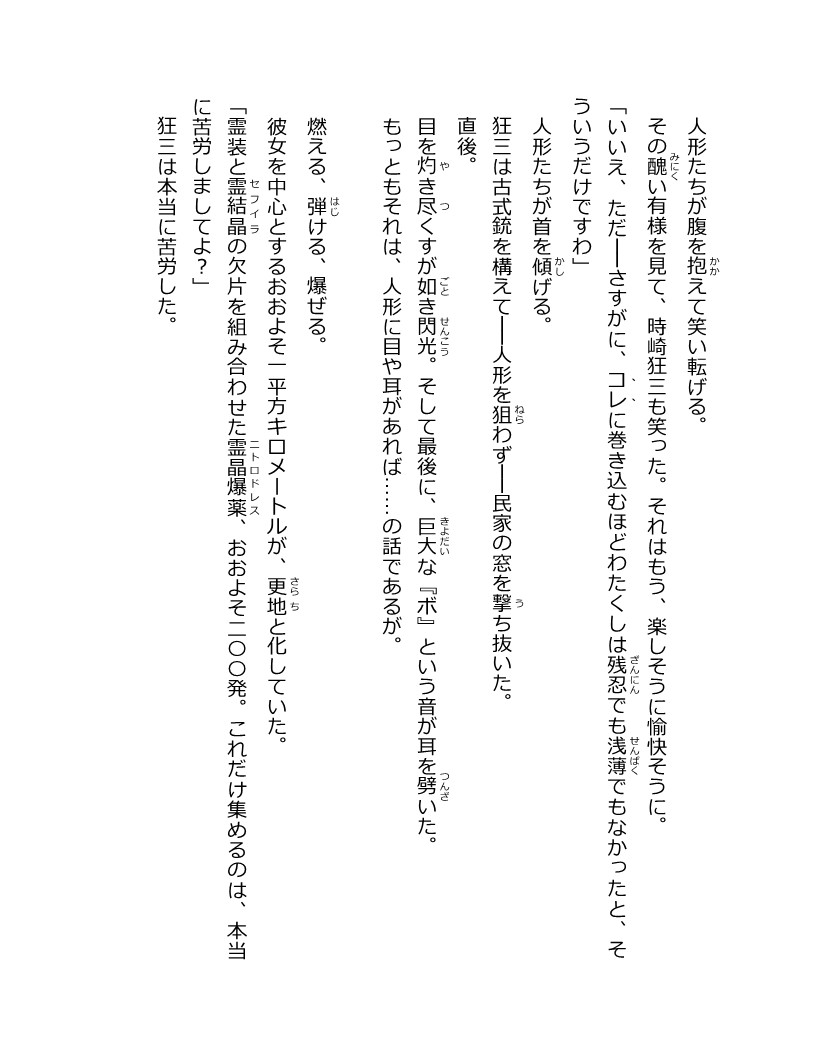 人形たちが腹を抱えて笑い転げる。
その醜い有様を見て、時崎狂三も笑った。それはもう、楽しそうに愉快そうに。
「いいえ、ただ――さすがに、コレに巻き込むほどわたくしは残忍でも浅薄でもなかったと、そ
ういうだけですわ」
人形たちが首を傾げる。
狂三は古式銃を構えて――人形を狙わず――民家の窓を撃ち抜いた。
直後。
目を灼き尽くすが如き閃光。そして最後に、巨大な『ボ』という音が耳を劈いた。
もっともそれは、人形に目や耳があれば……の話であるが。
燃える、弾ける、爆ぜる。
彼女を中心とするおおよそ一平方キロメートルが、更地と化していた。
「霊装と霊結晶の欠片を組み合わせた霊晶爆薬、おおよそ二〇〇発。これだけ集めるのは、本当
に苦労しましてよ？」
狂三は本当に苦労した。